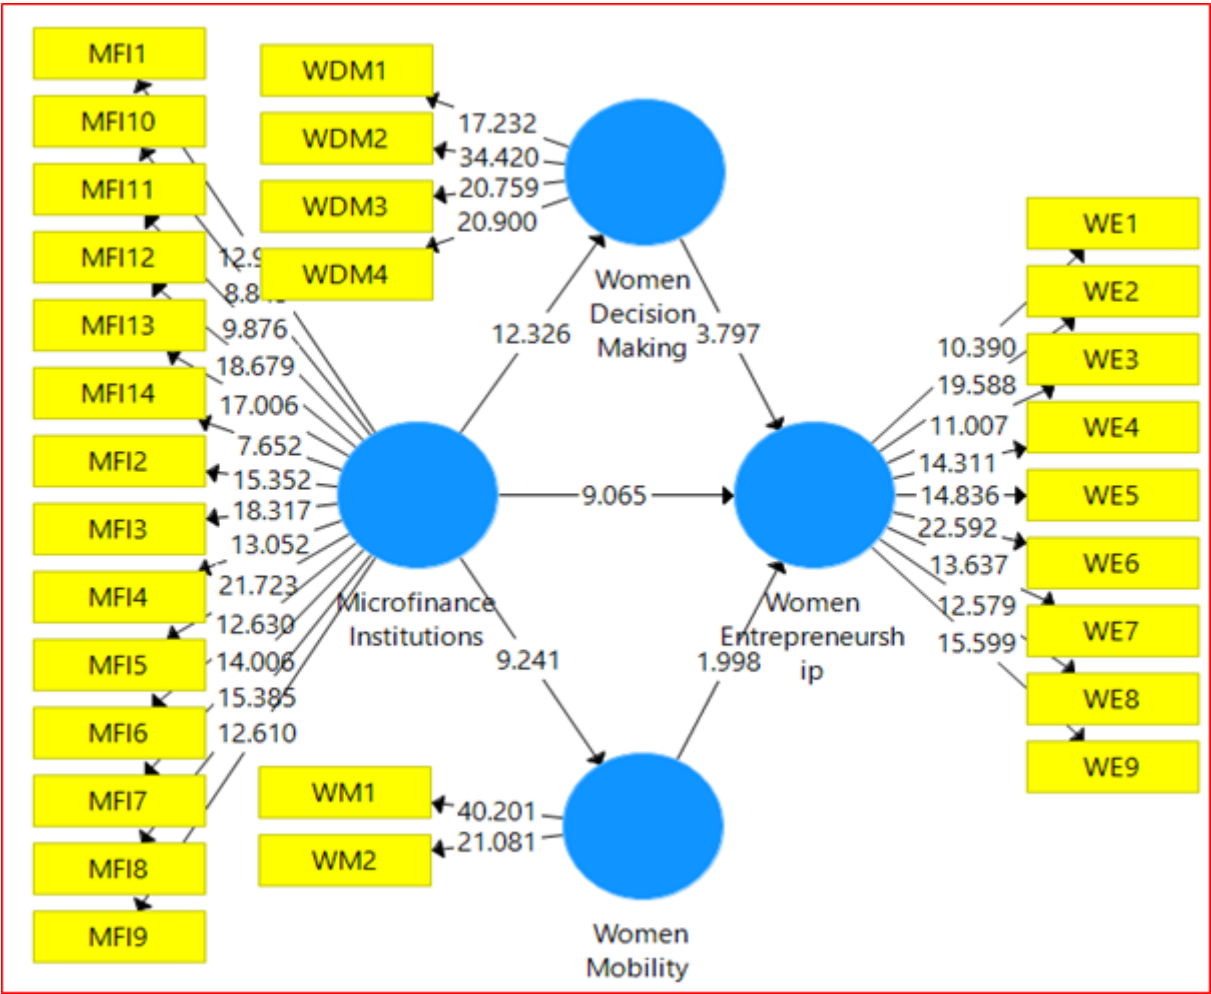 MFI1
MFI10
MFI11
MFI12
MFI13
MFI14
MFI2
MFI3
MFI4
MFI5
MFI6
MFI7
MFI8
MFI9
9.876
18.679
17.006
7.652
15.352
18.317
13.052
21.723
12.630
14.006
15.385
12.610
WDM1
WDM2
WDM3
WDM4
17.232
34.420
20.759
20.900
Women
Decision
Making
12.326
3.797
Microfinance
Institutions
9.065
9.241
1.998
Women
Entrepreneursh
ip
WM1
WM2
40.201
21.081
Women
Mobility
10.390
19.588
11.007
14.311
14.836
22.592
13.637
12.579
15.599
WE1
WE2
WE3
WE4
WE5
WE6
WE7
WE8
WE9